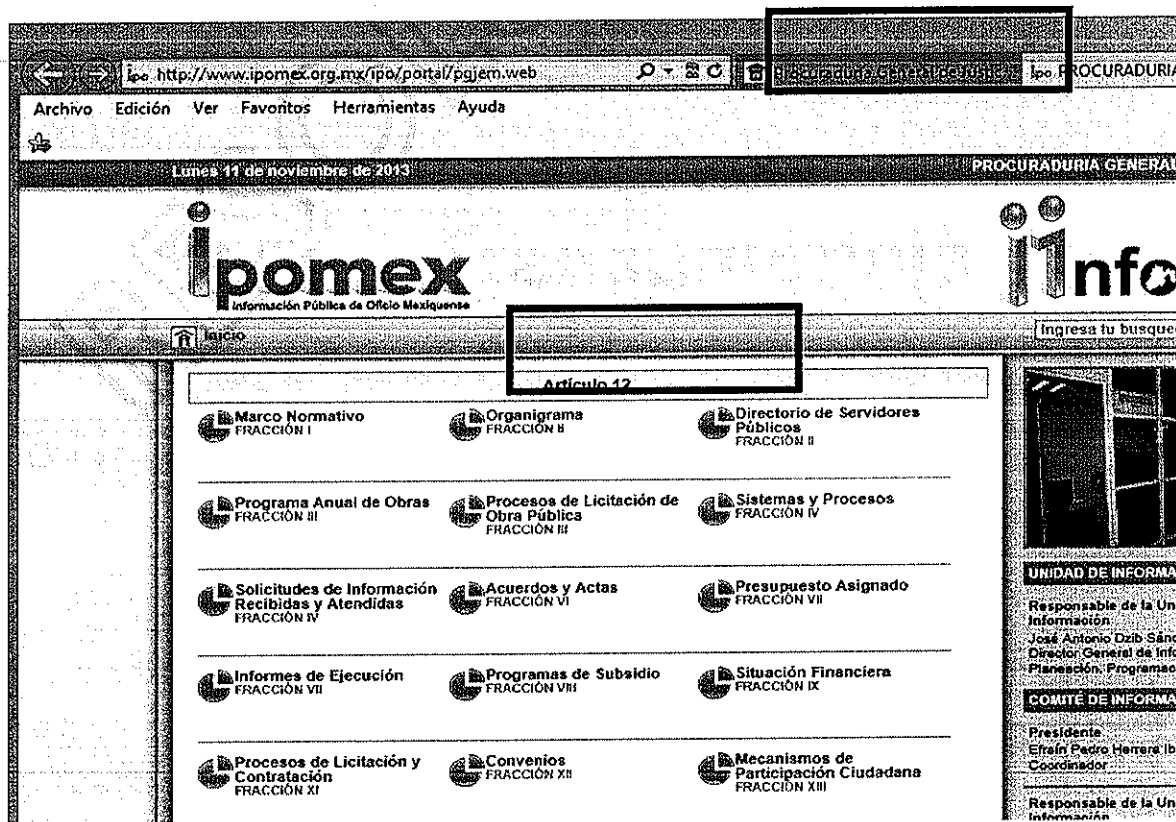 http://www.ipomex.org.mx/ipo/portal/pgjem.web
Procuraduria General de Justic
PROCURADURIA
Archivo Edición Ver Favoritos Herramientas Ayuda
Lunes 11 de noviembre de 2013
PROCURADURIA GENERAL
ipomex
Información Pública de Oficio Mexiquense
Inicio
Ingresa tu busque
Artículo 12
Marco Normativo
FRACCIÓN I
Organigrama
FRACCIÓN II
Directorio de Servidores
Públicos
FRACCIÓN II
Programa Anual de Obras
FRACCIÓN III
Procesos de Licitación de
Obra Pública
FRACCIÓN III
Sistemas y Procesos
FRACCIÓN IV
Solicitudes de Información
Recibidas y Atendidas
FRACCIÓN IV
Acuerdos y Actas
FRACCIÓN VI
Presupuesto Asignado
FRACCIÓN VII
Informes de Ejecución
FRACCIÓN VII
Programas de Subsidio
FRACCIÓN VIII
Situación Financiera
FRACCIÓN IX
Procesos de Licitación y
Contratación
FRACCIÓN XI
Convenios
FRACCIÓN XII
Mecanismos de
Participación Ciudadana
FRACCIÓN XIII
UNIDAD DE INFORMA
Responsable de la Un
Información
José Antonio Dzib Sánc
Director General de Info
Planeación, Programac
COMITÉ DE INFORMA
Presidente
Efraín Pedro Herrera Ib
Coordinador
Responsable de la Un
Información